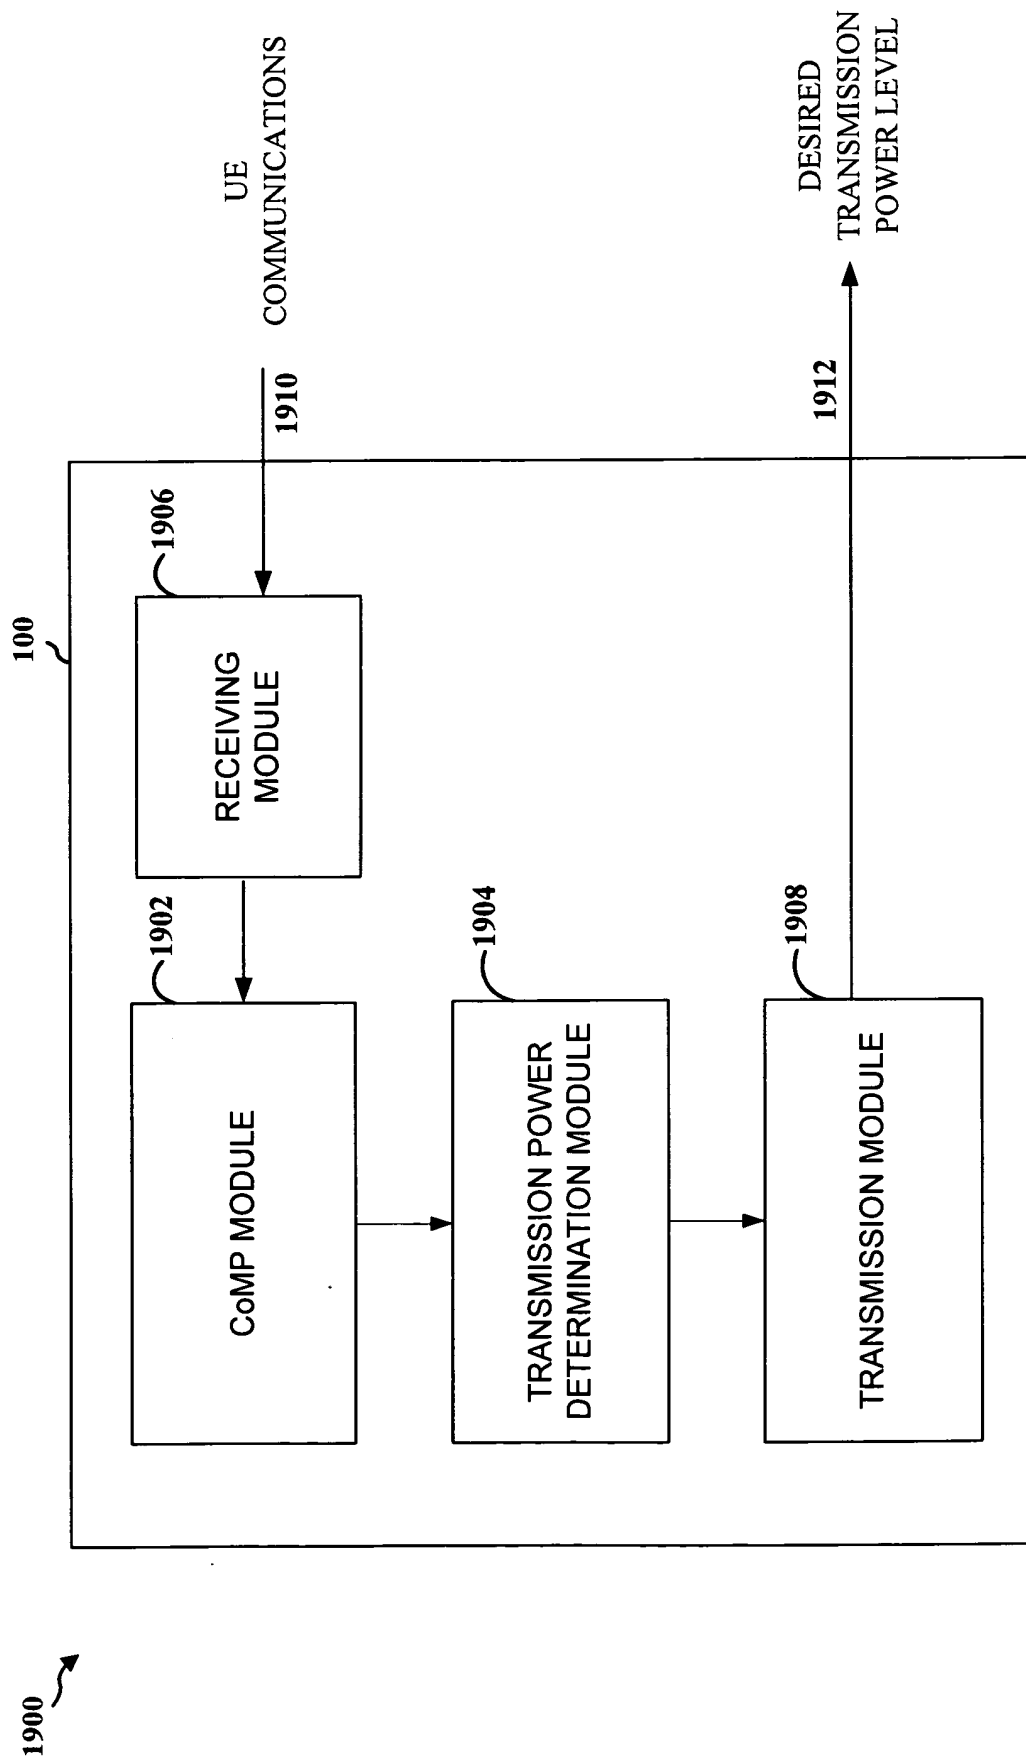 1900
100
CoMP MODULE
1902
RECEIVING
MODULE
1906
1910
UE
COMMUNICATIONS
TRANSMISSION POWER
DETERMINATION MODULE
1904
TRANSMISSION MODULE
1908
1912
DESIRED
TRANSMISSION
POWER LEVEL